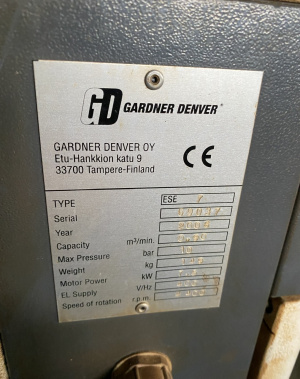 GD GARDNER DENVER®
GARDNER DENVER OY
Etu-Hankkion katu 9
33700 Tampere-Finland
CE
TYPE ESE 7
Serial
Year
Capacity m³/min.
Max Pressure bar
Weight kg
Motor Power kW
EL Supply V/Hz
Speed of rotation r.p.m.